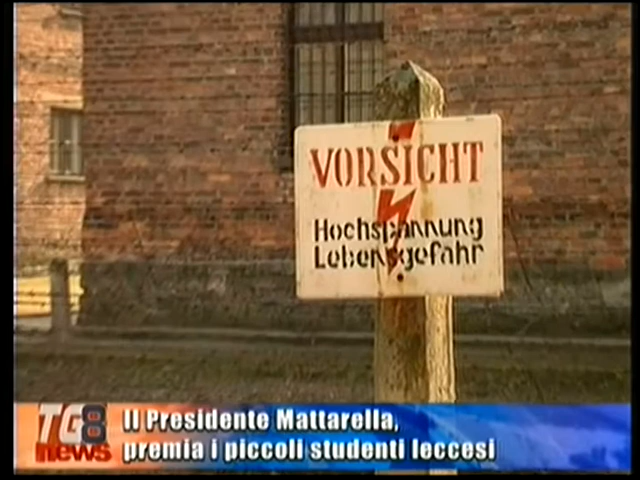 VORSICHT
Hochspannung
Lebensgefahr
TG8
news
Il Presidente Mattarella,
premia i piccoli studenti leccesi